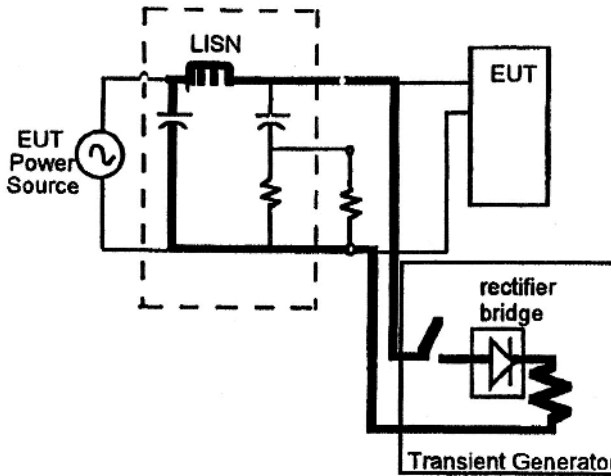 LISN
EUT
EUT
Power
Source
rectifier
bridge
Transient Generator